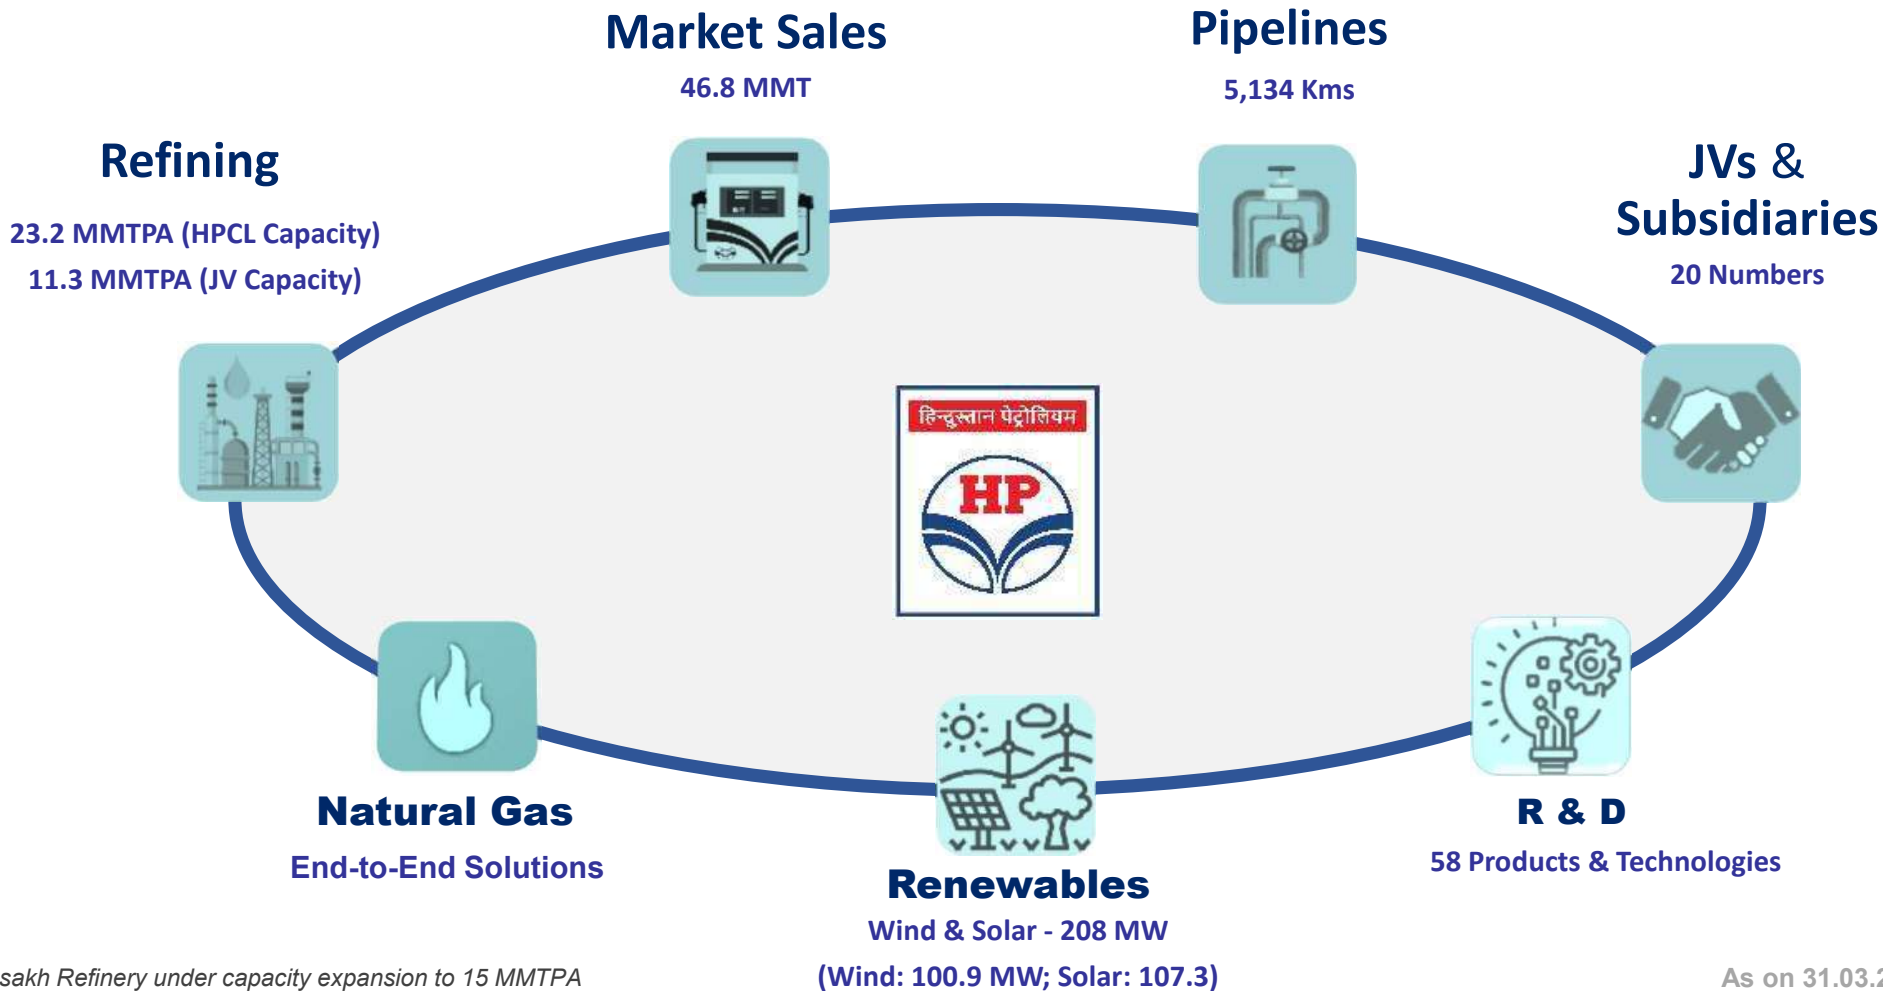 Market Sales
46.8 MMT
Pipelines
5,134 Kms
Refining
23.2 MMTPA (HPCL Capacity)
11.3 MMTPA (JV Capacity)
JVs &
Subsidiaries
20 Numbers
हिन्दुस्तान पेट्रोलियम
HP
Natural Gas
End-to-End Solutions
Renewables
Wind & Solar - 208 MW
(Wind: 100.9 MW; Solar: 107.3)
R & D
58 Products & Technologies
Refinery under capacity expansion to 15 MMTPA
As on 31.03.2